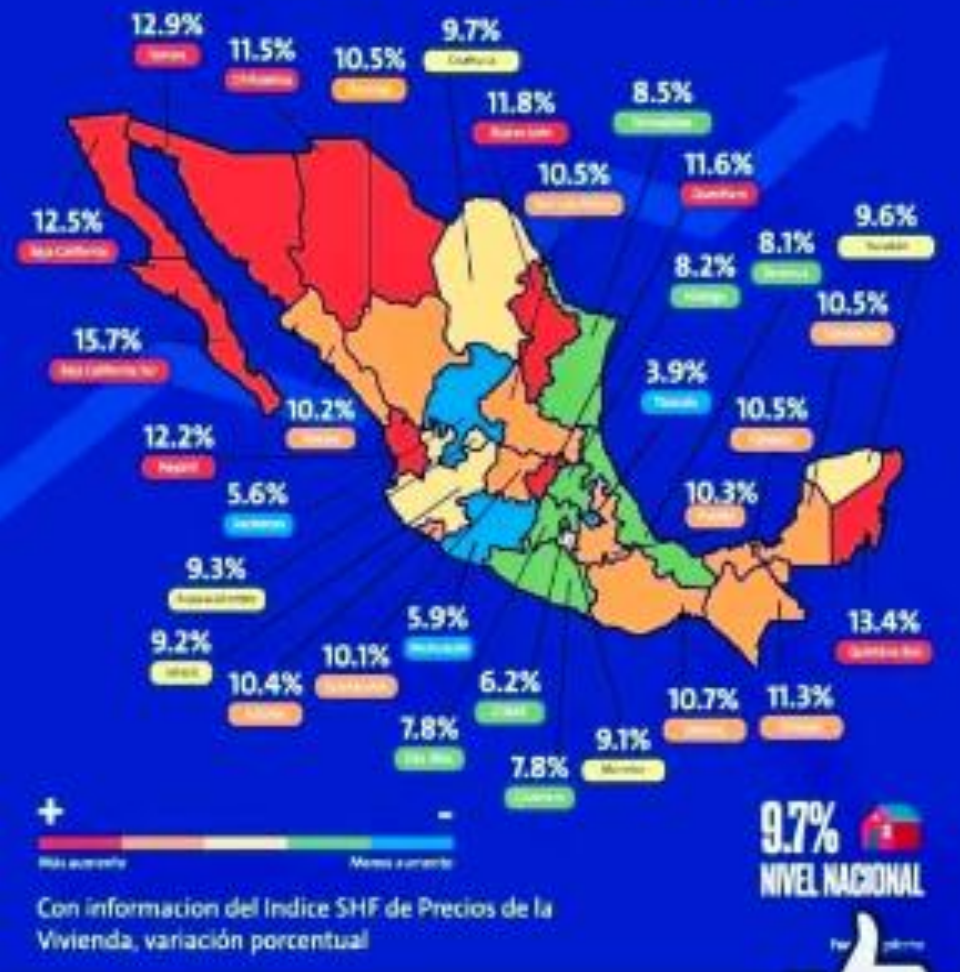 12.9%
11.5%
Chihuahua
10.5%
9.7%
Coahuila
11.8%
Nuevo León
8.5%
Tamaulipas
10.5%
11.6%
Querétaro
9.6%
Yucatán
12.5%
Baja California
8.1%
8.2%
Hidalgo
10.5%
15.7%
Baja California Sur
3.9%
Tlaxcala
10.2%
10.5%
12.2%
Nayarit
5.6%
Zacatecas
10.3%
Puebla
9.3%
Aguascalientes
9.2%
Jalisco
5.9%
Michoacán
13.4%
Quintana Roo
10.1%
10.4%
6.2%
10.7%
11.3%
7.8%
9.1%
Morelos
7.8%
+
-
Más aumento
Menos aumento
9.7%
NIVEL NACIONAL
Con informacion del Indice SHF de Precios de la
Vivienda, variación porcentual